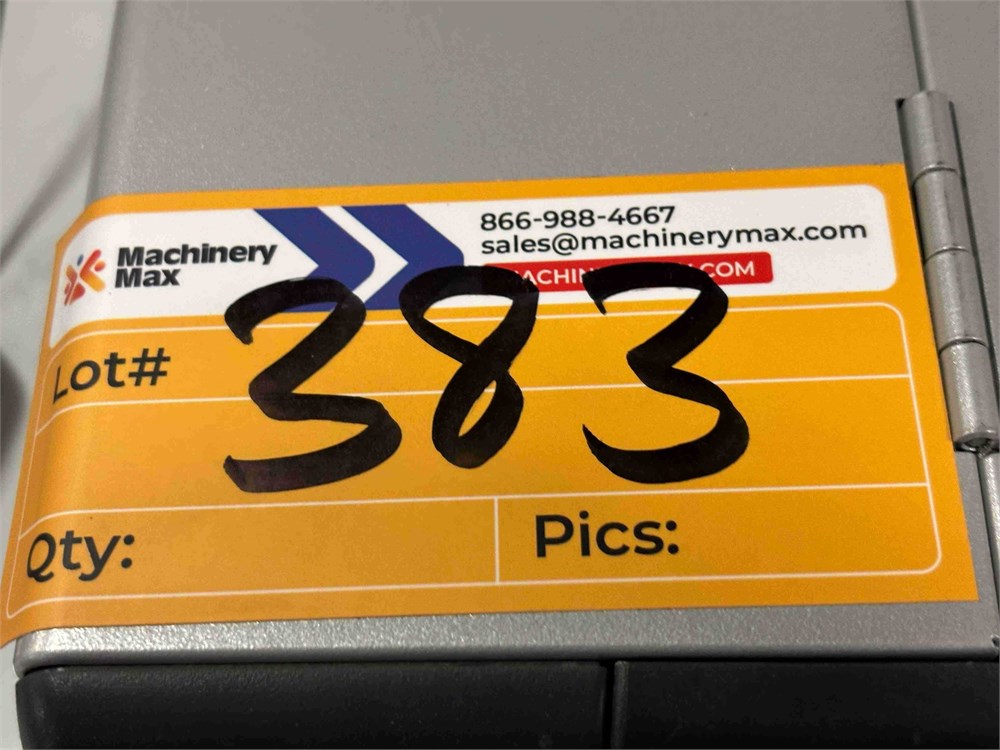 Machinery
Max
866-988-4667
sales@machinerymax.com
Lot# 383
Qty:
Pics: